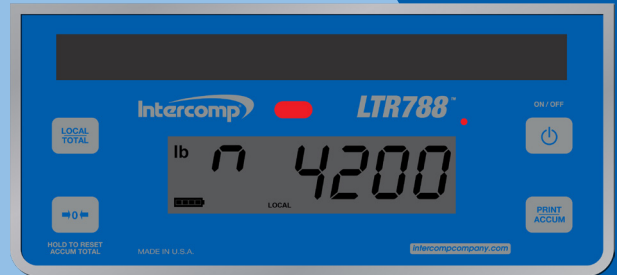 Intercomp
LTR788™
ON / OFF
LOCAL
TOTAL
lb n 4200
LOCAL
0
HOLD TO RESET
ACCUM TOTAL
PRINT
ACCUM
MADE IN U.S.A.
intercompcompany.com